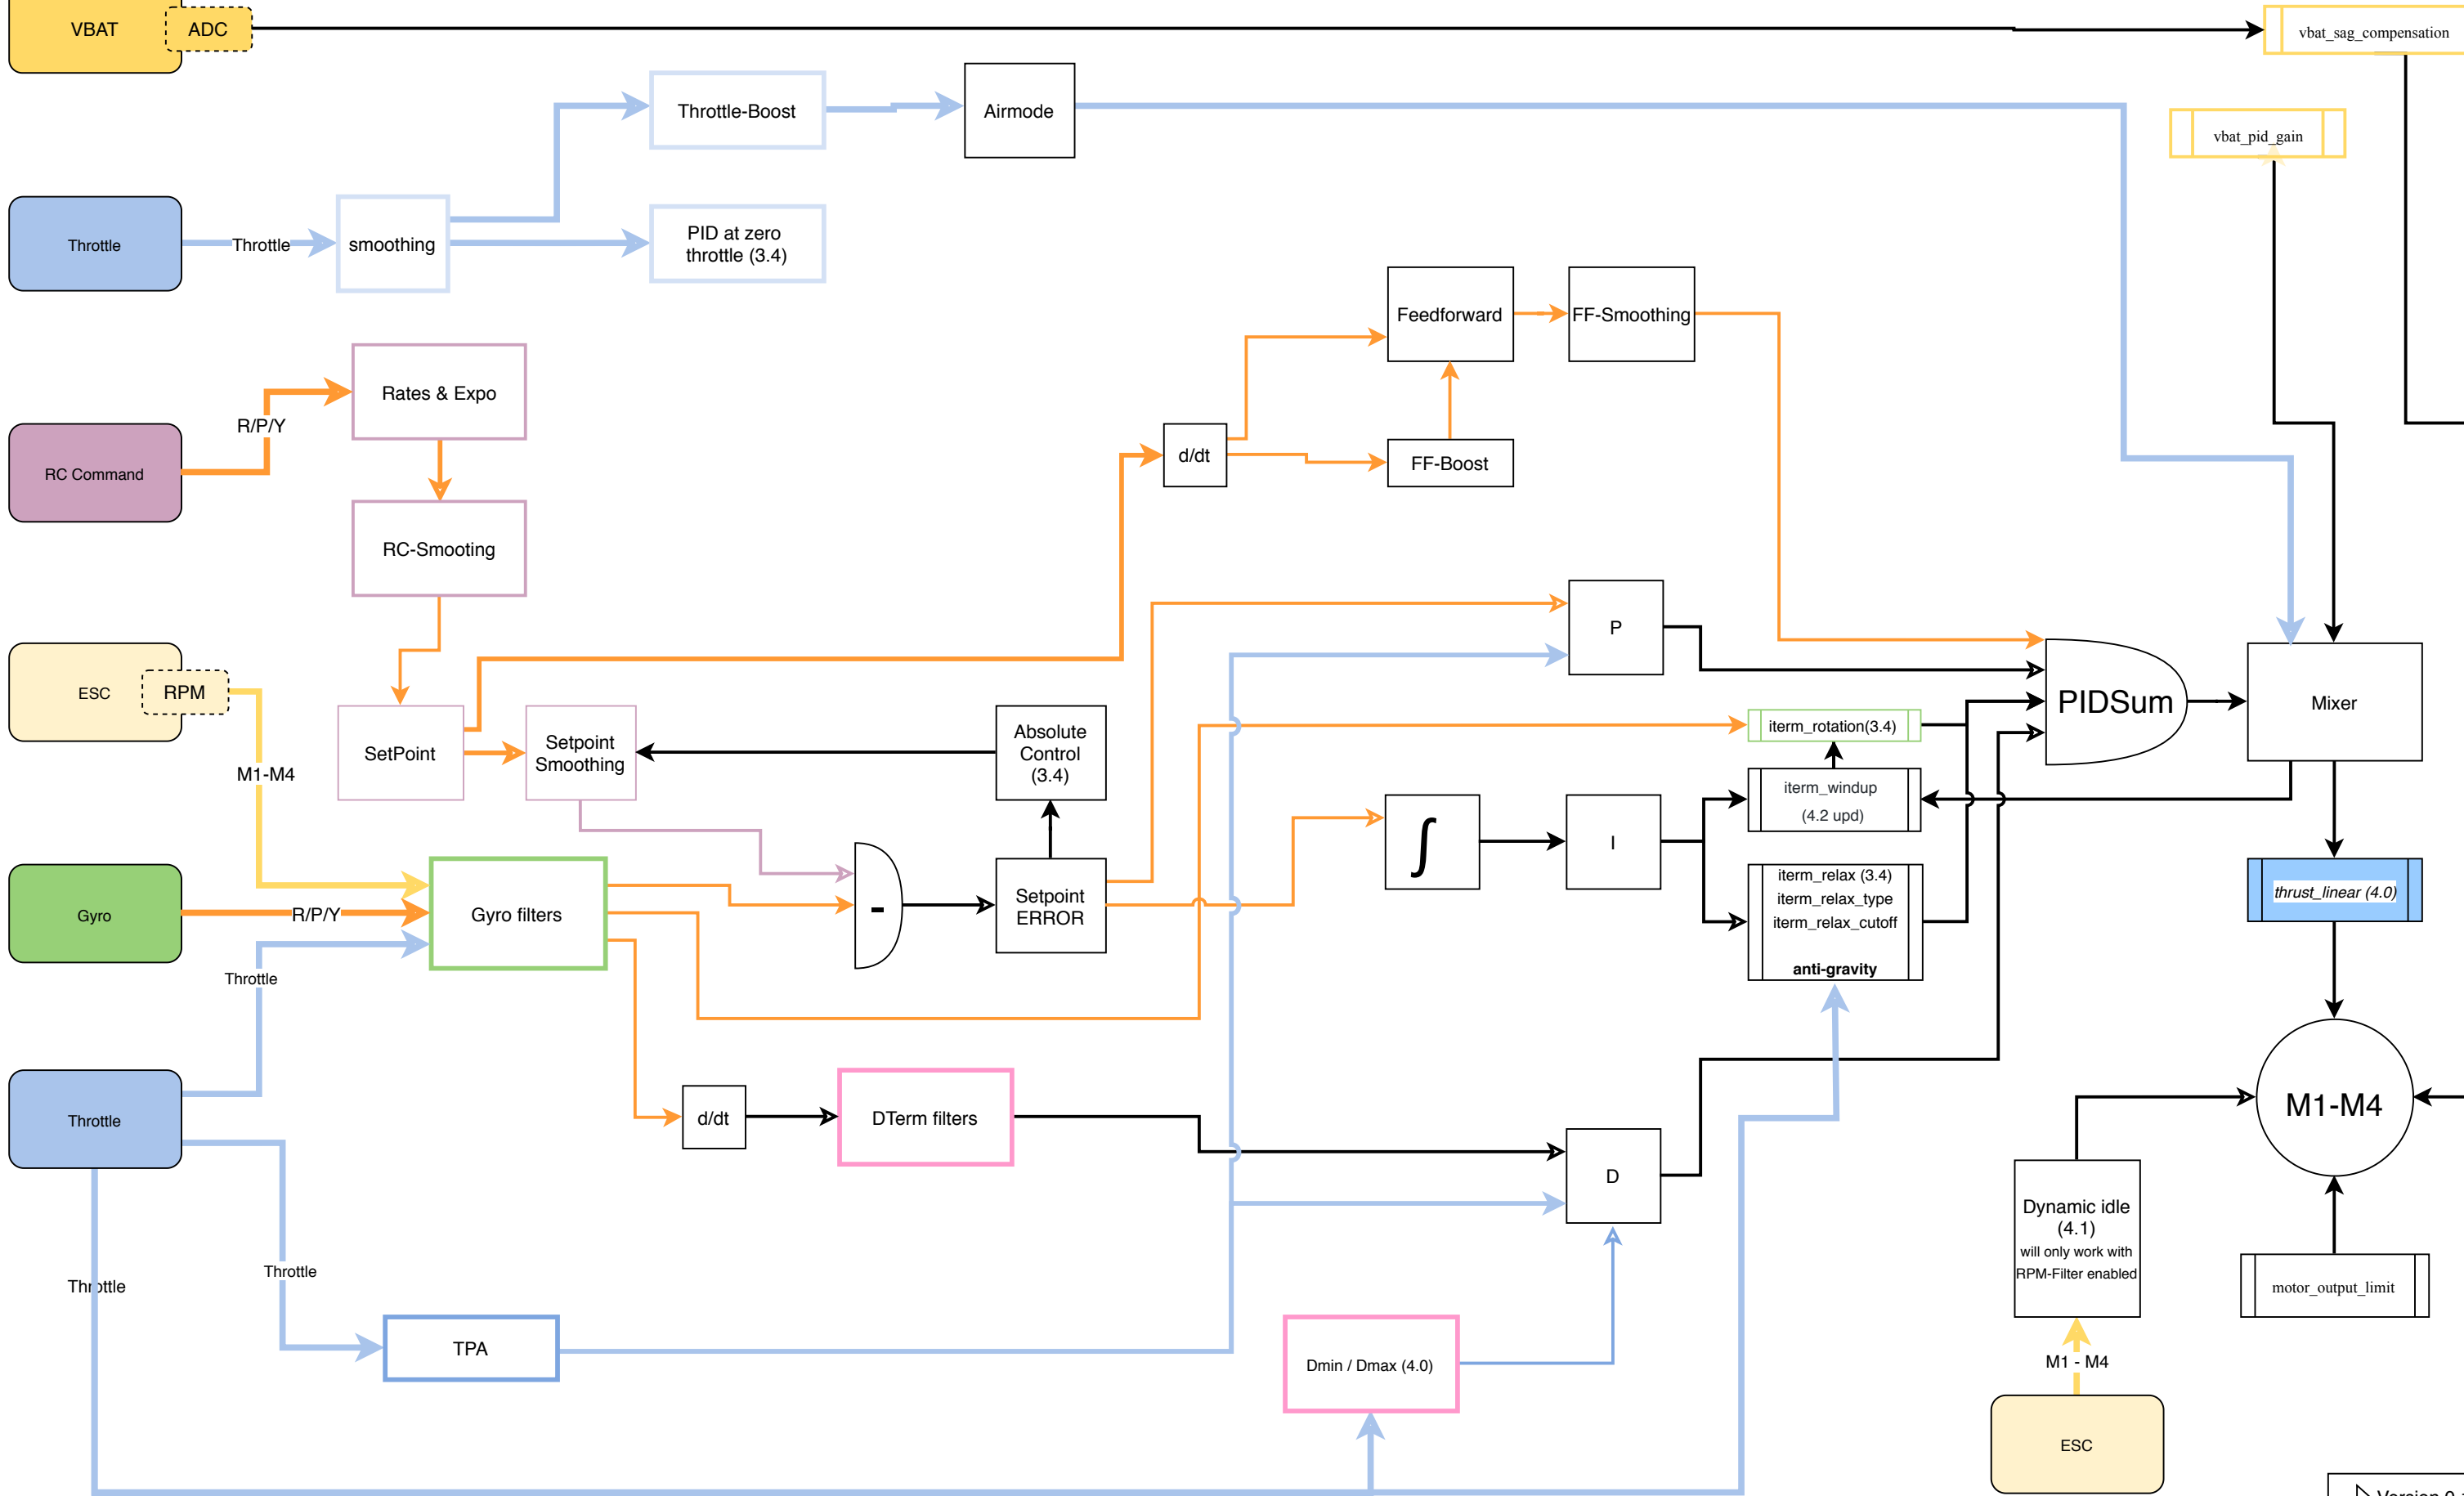 VBAT
ADC
vbat_sag_compensation
Throttle-Boost
Airmode
vbat_pid_gain
Throttle
Throttle
smoothing
PID at zero
throttle (3.4)
Feedforward
FF-Smoothing
Rates & Expo
R/P/Y
RC Command
d/dt
FF-Boost
RC-Smooting
P
ESC
RPM
M1-M4
SetPoint
Setpoint
Smoothing
Absolute
Control
(3.4)
iterm_rotation(3.4)
PIDSum
Mixer
iterm_windup
(4.2 upd)
∫
I
iterm_relax (3.4)
iterm_relax_type
iterm_relax_cutoff
anti-gravity
thrust_linear (4.0)
Gyro
R/P/Y
Gyro filters
-
Setpoint
ERROR
Throttle
Throttle
d/dt
DTerm filters
D
M1-M4
Dynamic idle
(4.1)
will only work with
RPM-Filter enabled
motor_output_limit
Throttle
Throttle
TPA
Dmin / Dmax (4.0)
M1 - M4
ESC